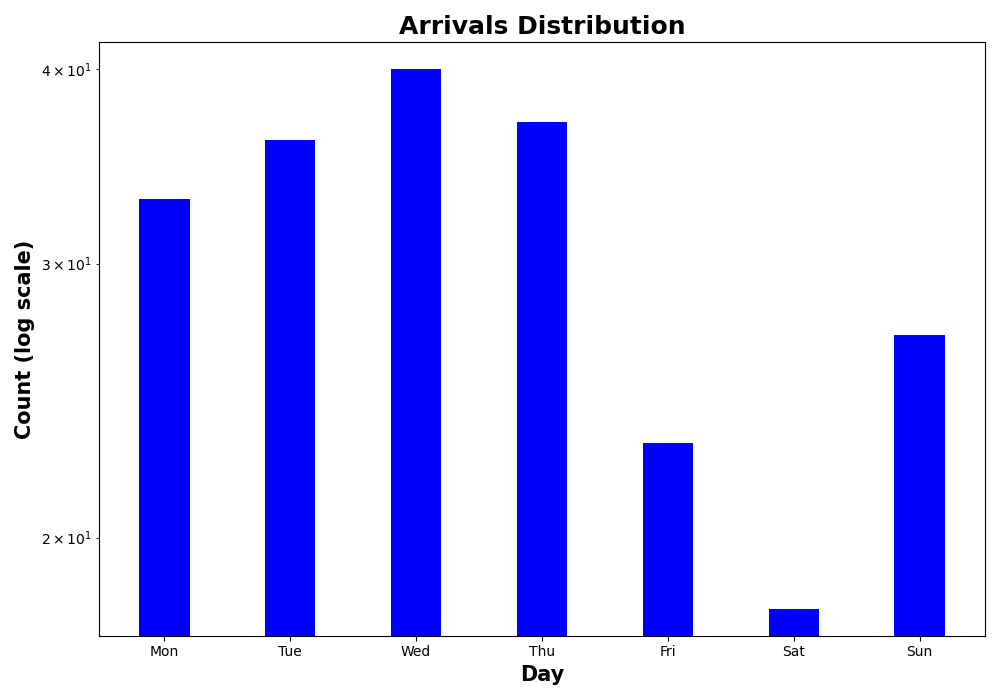 Arrivals Distribution
4 × 10¹
3 × 10¹
2 × 10¹
Count (log scale)
Mon Tue Wed Thu Fri Sat Sun
Day